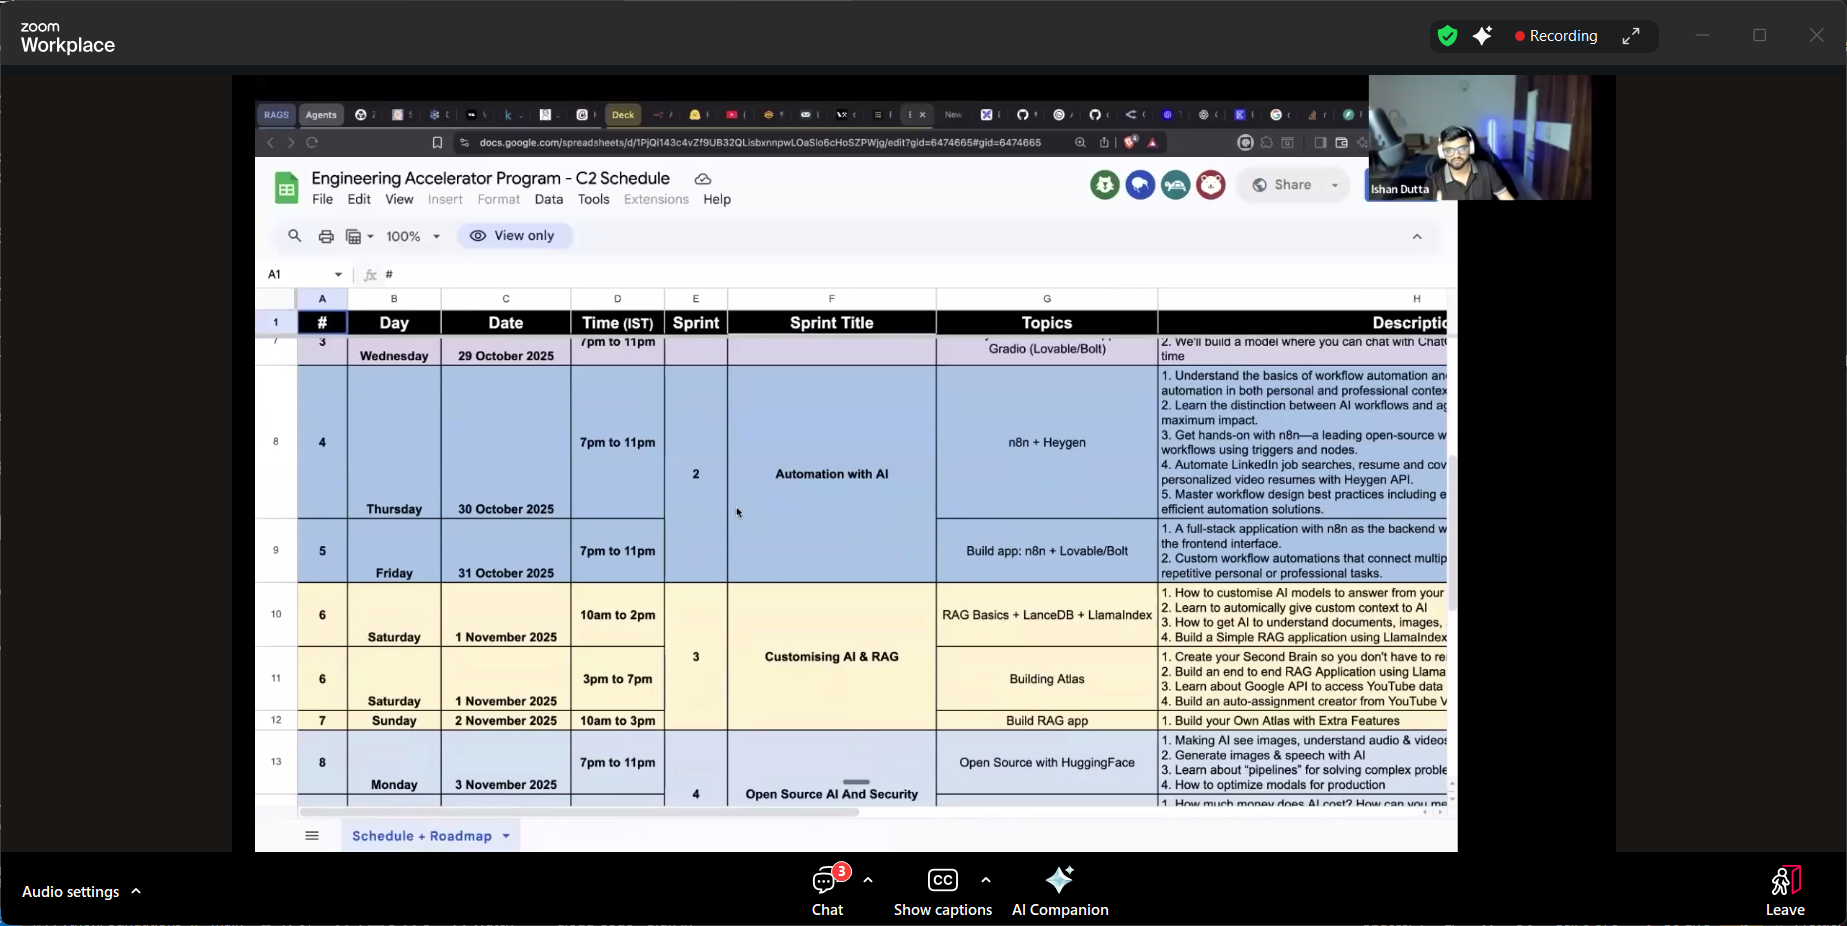 zoom
Workplace
Recording
RAGS
Agents
Deck
New
docs.google.com/spreadsheets/d/1PjQi143c4vZf9UB32QLisbxnnpwLOaSlo6cHoSZPWjg/edit?gid=6474665#gid=6474665
Ishan Dutta
Engineering Accelerator Program - C2 Schedule
File Edit View Insert Format Data Tools Extensions Help
Share
100%
View only
A1
fx #
A B C D E F G H
1 # Day Date Time (IST) Sprint Sprint Title Topics Descriptio
7 3 Wednesday 29 October 2025 7pm to 11pm
Gradio (Lovable/Bolt)
2. We'll build a model where you can chat with Chat
time
8 4 Thursday 30 October 2025 7pm to 11pm
2
Automation with AI
n8n + Heygen
1. Understand the basics of workflow automation an
automation in both personal and professional contex
2. Learn the distinction between AI workflows and ag
maximum impact.
3. Get hands-on with n8n—a leading open-source w
workflows using triggers and nodes.
4. Automate LinkedIn job searches, resume and cov
personalized video resumes with Heygen API.
5. Master workflow design best practices including e
efficient automation solutions.
9 5 Friday 31 October 2025 7pm to 11pm
Build app: n8n + Lovable/Bolt
1. A full-stack application with n8n as the backend w
the frontend interface.
2. Custom workflow automations that connect multip
repetitive personal or professional tasks.
10 6 Saturday 1 November 2025 10am to 2pm
3
Customising AI & RAG
RAG Basics + LanceDB + LlamaIndex
1. How to customise AI models to answer from your
2. Learn to automically give custom context to AI
3. How to get AI to understand documents, images,
4. Build a Simple RAG application using LlamaIndex
11 6 Saturday 1 November 2025 3pm to 7pm
Building Atlas
1. Create your Second Brain so you don't have to re
2. Build an end to end RAG Application using Llama
3. Learn about Google API to access YouTube data
4. Build an auto-assignment creator from YouTube V
12 7 Sunday 2 November 2025 10am to 3pm
Build RAG app
1. Build your Own Atlas with Extra Features
13 8 Monday 3 November 2025 7pm to 11pm
4
Open Source AI And Security
Open Source with HuggingFace
1. Making AI see images, understand audio & videos
2. Generate images & speech with AI
3. Learn about "pipelines" for solving complex proble
4. How to optimize modals for production
1. How much money does AI cost? How can you me
Schedule + Roadmap
Audio settings
3
Chat
CC
Show captions
AI Companion
Leave